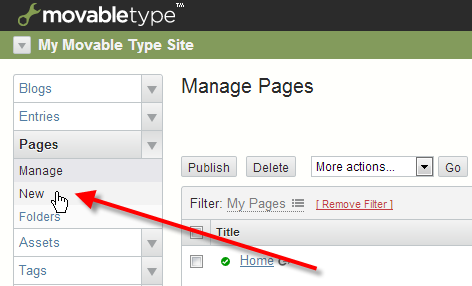 movabletype™
My Movable Type Site
Blogs
Entries
Pages
Manage
New
Folders
Assets
Tags
Manage Pages
Publish
Delete
More actions...
Go
Filter: My Pages [ Remove Filter ]
Title
Home